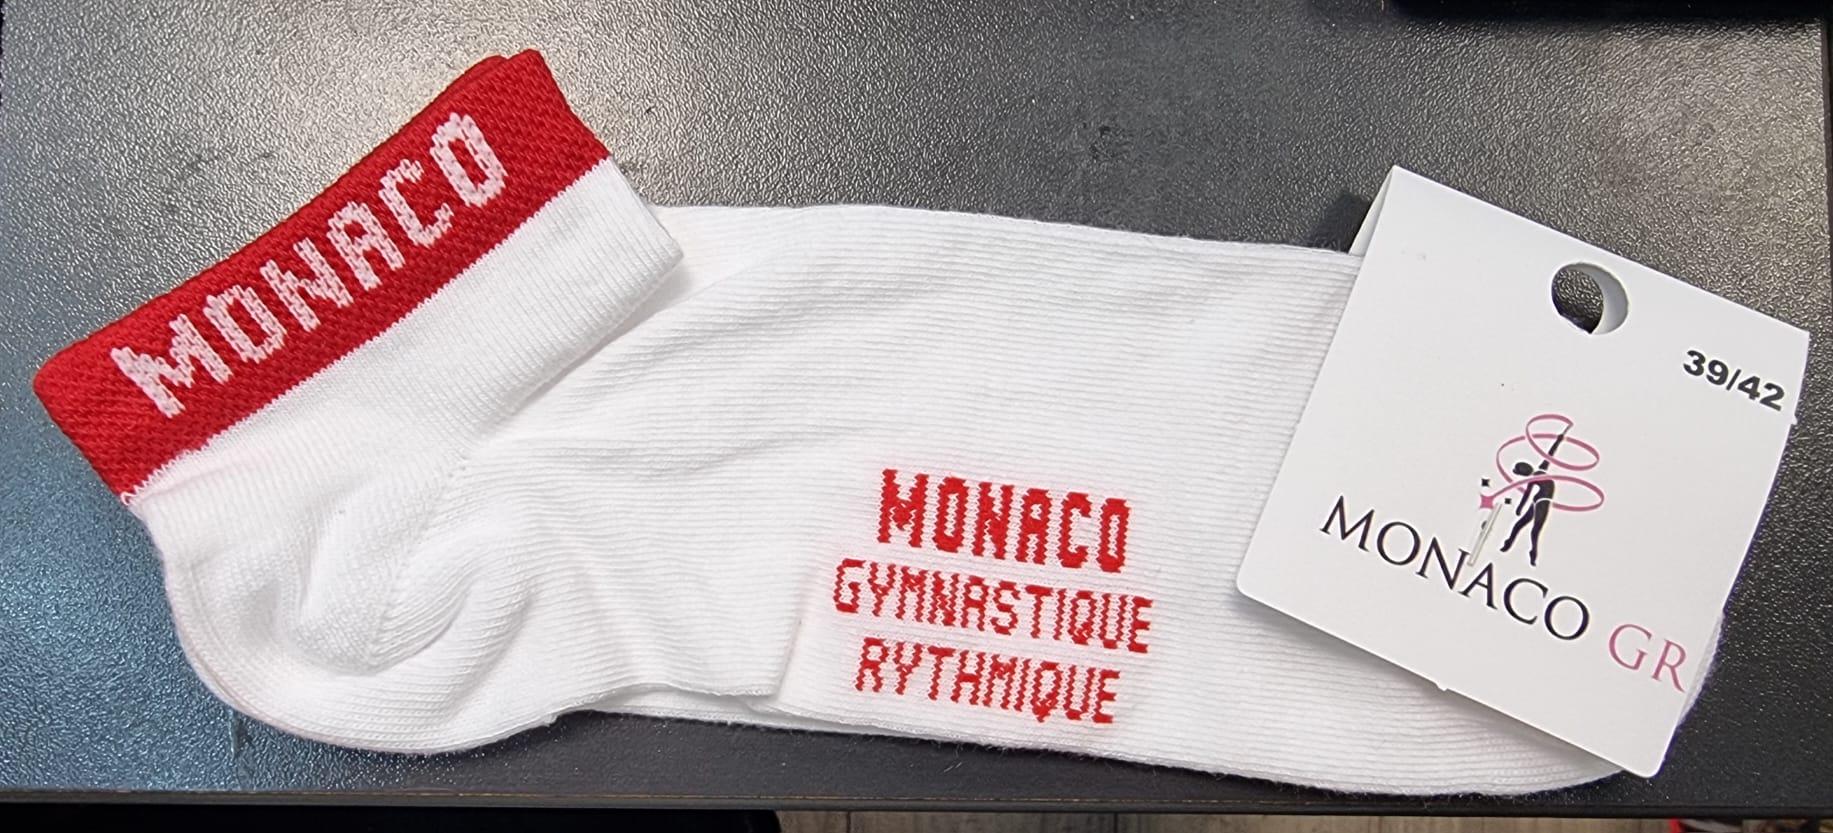 MONACO
MONACO
GYMNASTIQUE
RYTHMIQUE
39/42
MONACO GR